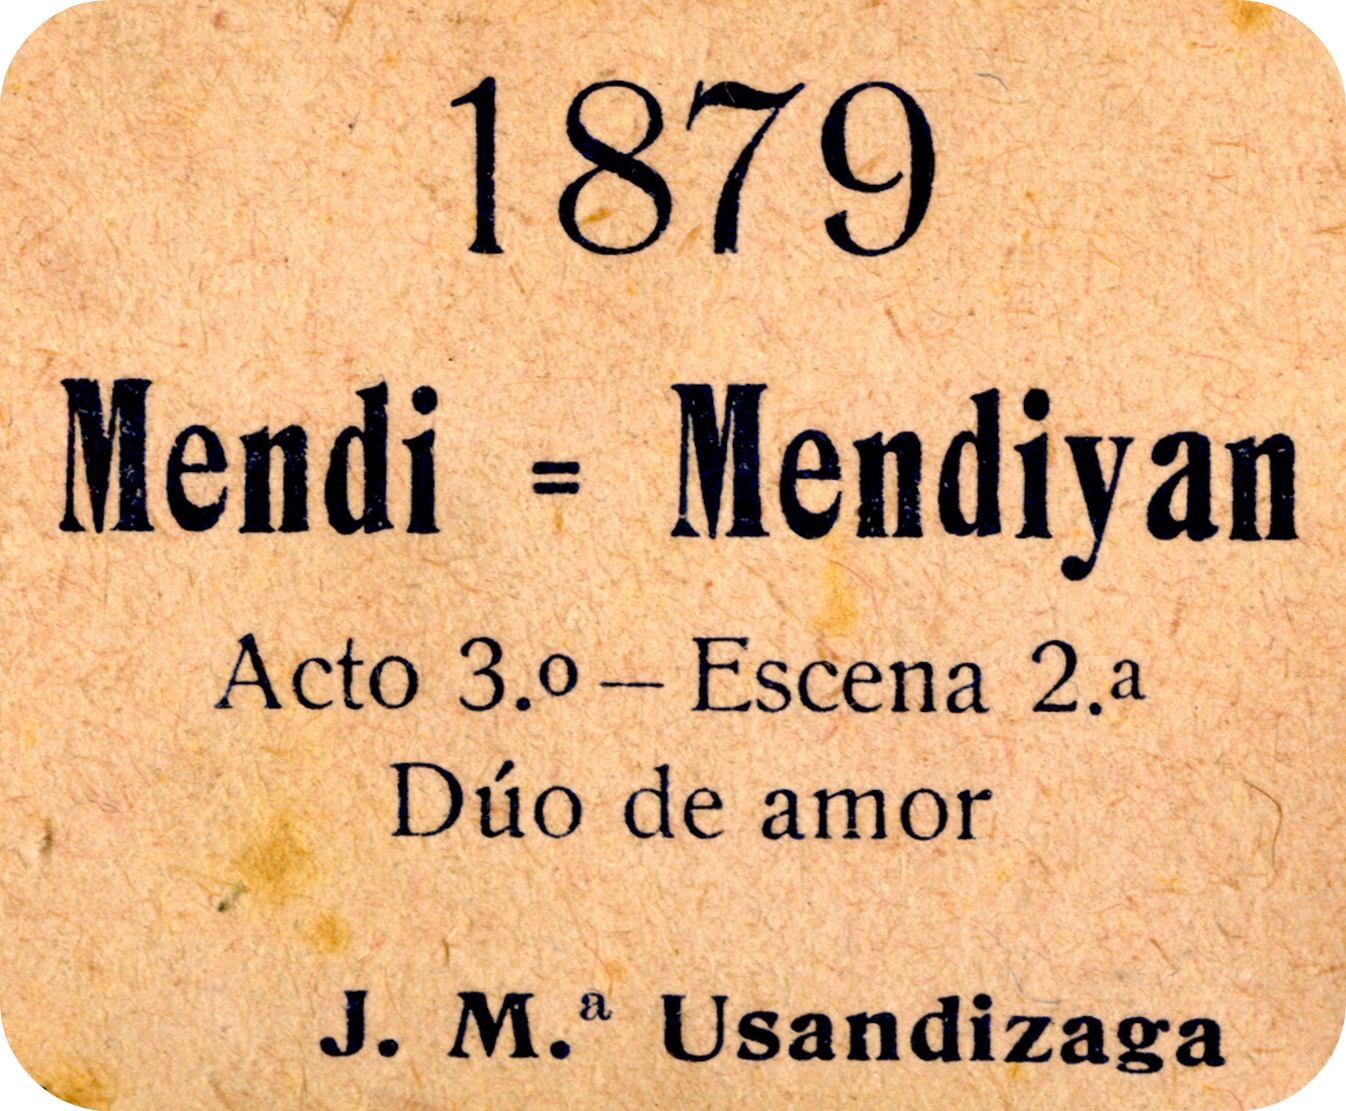 1879
Mendi = Mendiyan
Acto 3.º — Escena 2.ª
Dúo de amor
J. M.ª Usandizaga